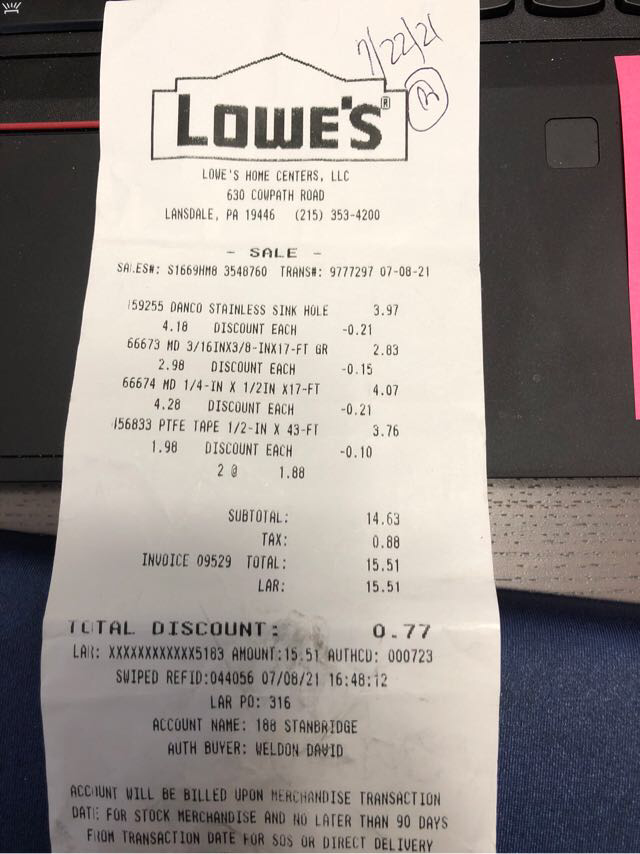 7/22/21
LOWE'S®
LOWE'S HOME CENTERS, LLC
630 COWPATH ROAD
LANSDALE, PA 19446 (215) 353-4200
- SALE -
SALES#: S1669HM8 3548760 TRANS#: 9777297 07-08-21
159255 DANCO STAINLESS SINK HOLE 3.97
4.18 DISCOUNT EACH -0.21
66673 MD 3/16INX3/8-INX17-FT GR 2.83
2.98 DISCOUNT EACH -0.15
66674 MD 1/4-IN X 1/2IN X17-FT 4.07
4.28 DISCOUNT EACH -0.21
456833 PTFE TAPE 1/2-IN X 43-FT 3.76
1.98 DISCOUNT EACH -0.10
2 @ 1.88
SUBTOTAL: 14.63
TAX: 0.88
INVOICE 09529 TOTAL: 15.51
LAR: 15.51
TOTAL DISCOUNT: 0.77
LAR: XXXXXXXXXXXX5183 AMOUNT:15.51 AUTHCD: 000723
SWIPED REFID:044056 07/08/21 16:48:12
LAR PO: 316
ACCOUNT NAME: 188 STANBRIDGE
AUTH BUYER: WELDON DAVID
ACCOUNT WILL BE BILLED UPON MERCHANDISE TRANSACTION
DATE FOR STOCK MERCHANDISE AND NO LATER THAN 90 DAYS
FROM TRANSACTION DATE FOR SOS OR DIRECT DELIVERY